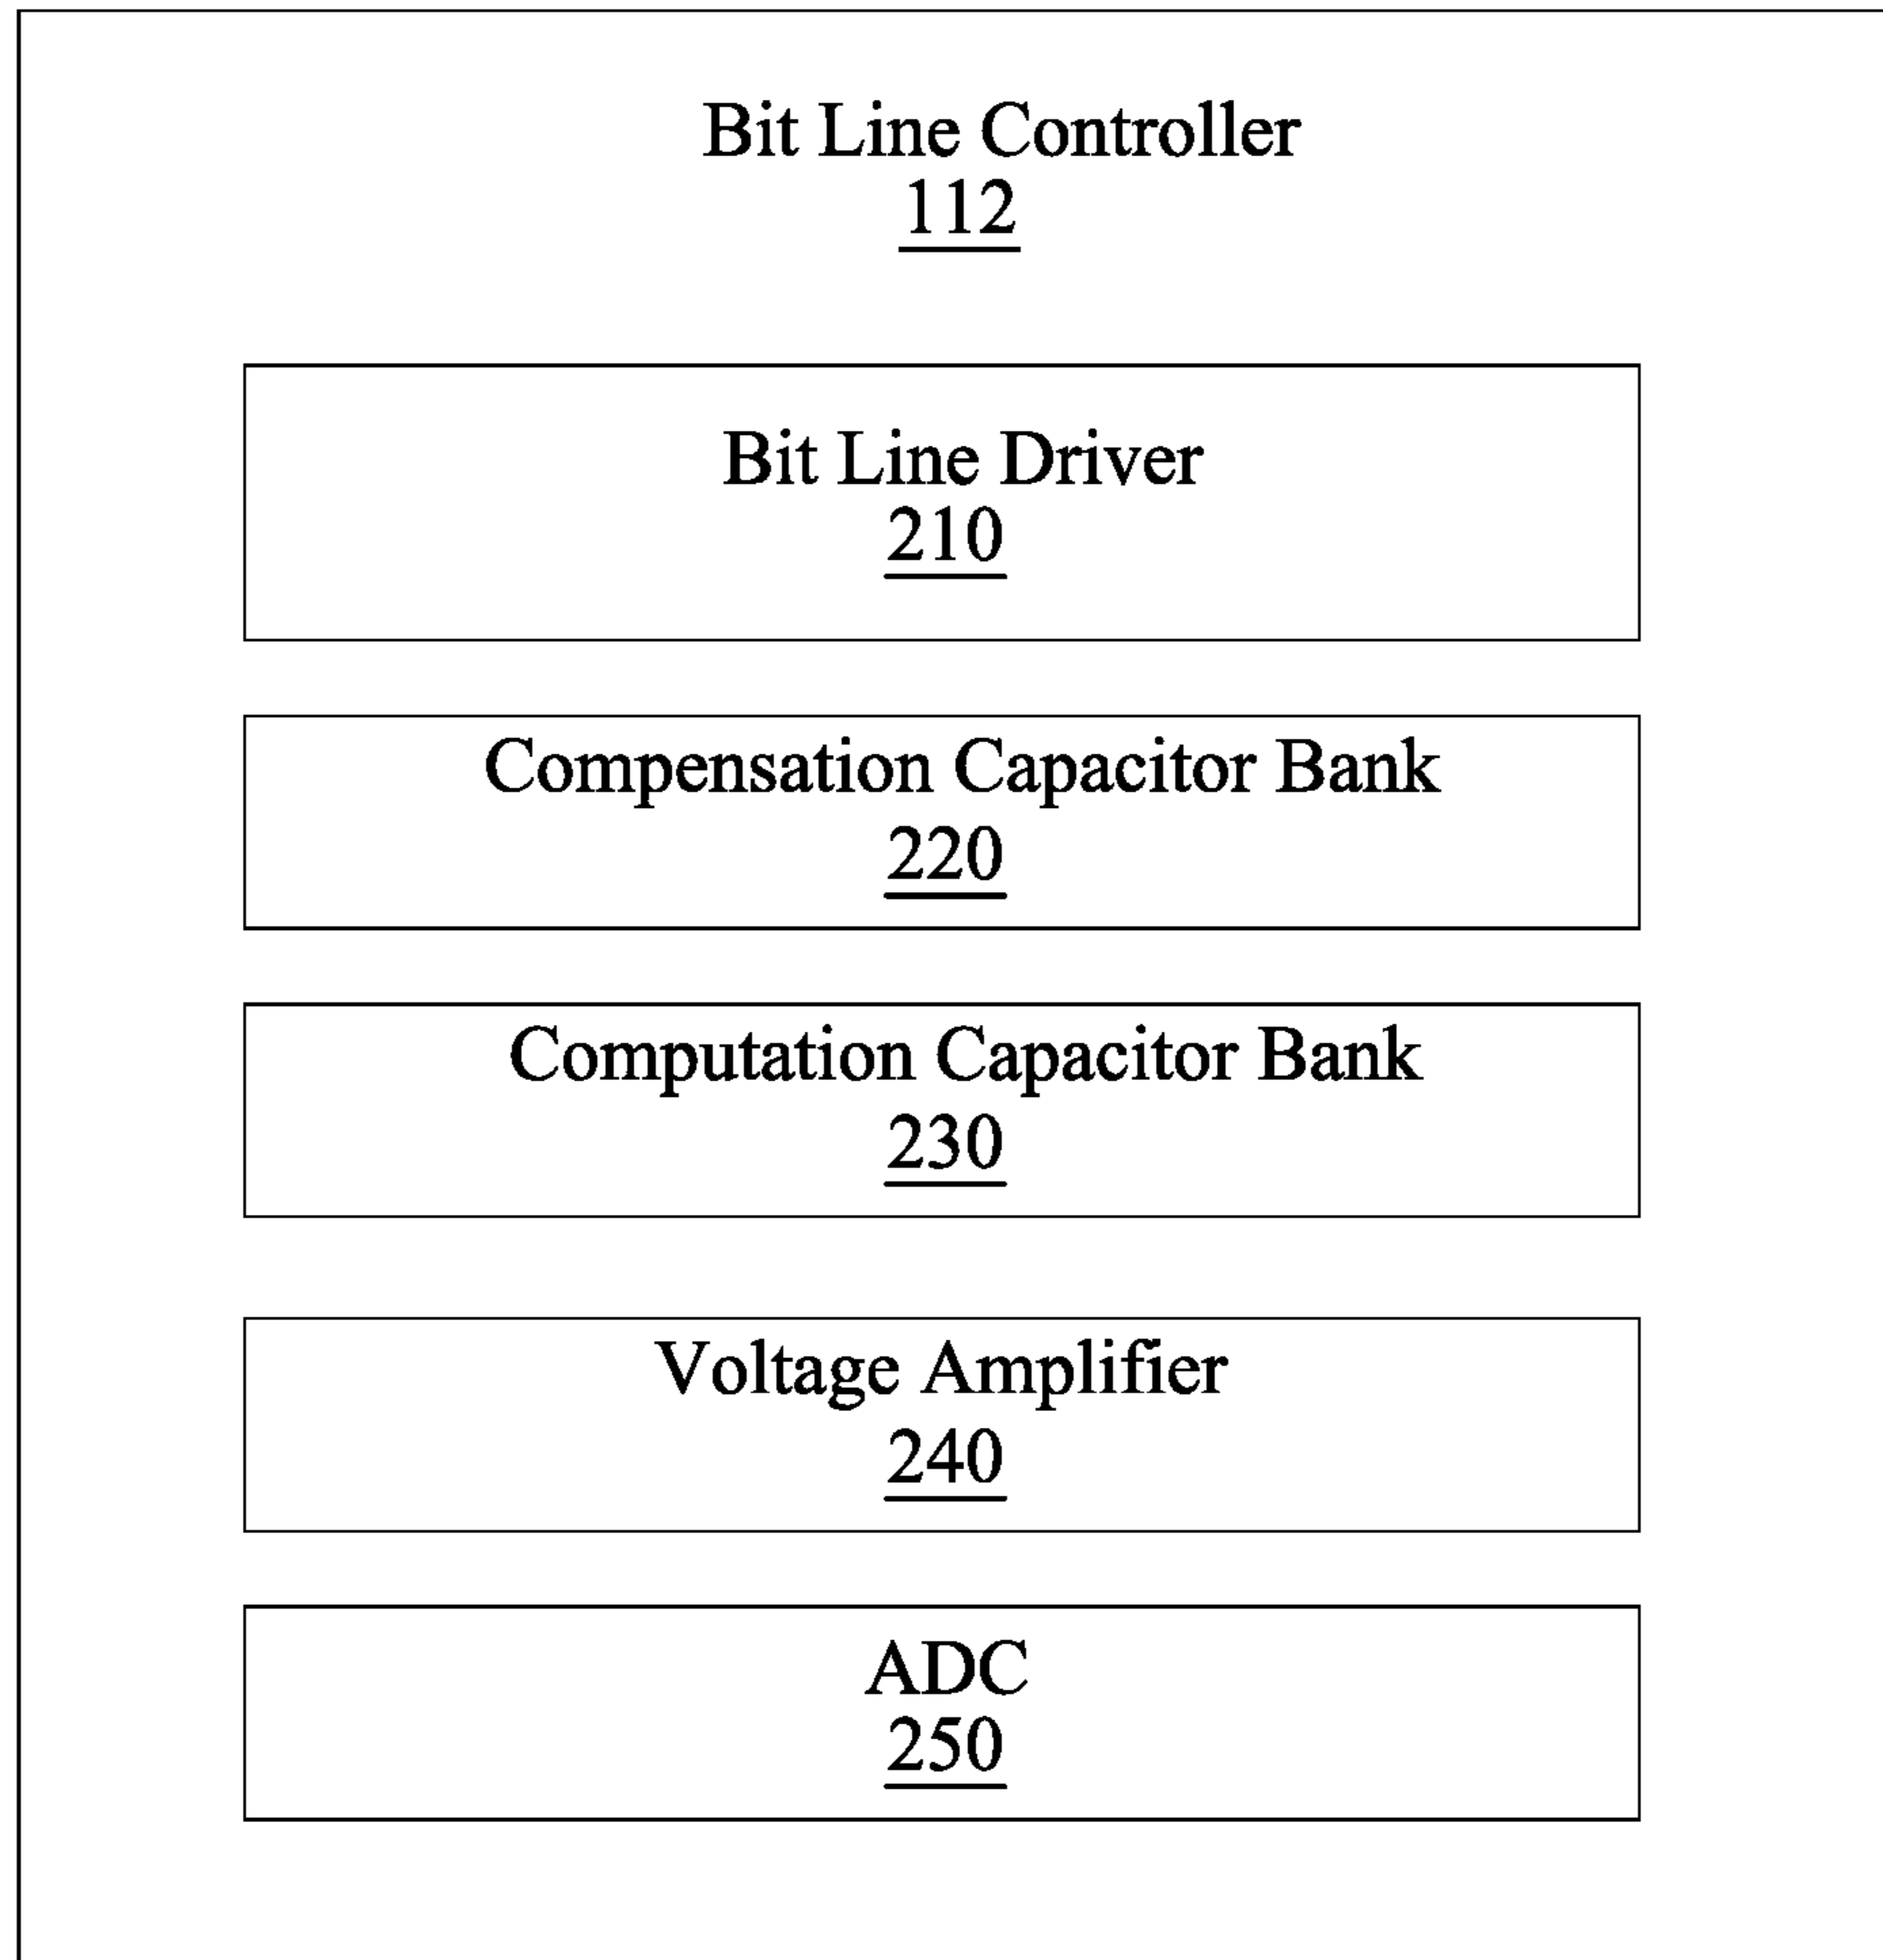 Bit Line Controller
112
Bit Line Driver
210
Compensation Capacitor Bank
220
Computation Capacitor Bank
230
Voltage Amplifier
240
ADC
250